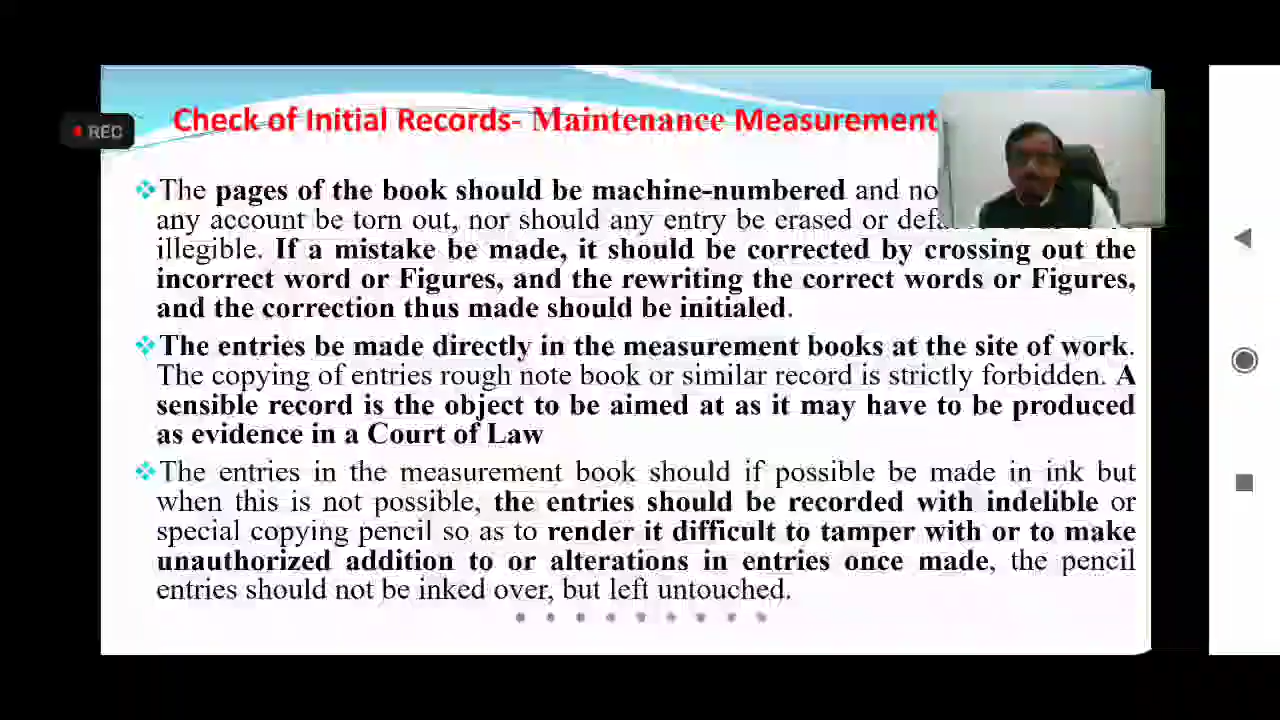 REC
Check of Initial Records- Maintenance Measurement
The pages of the book should be machine-numbered and no
any account be torn out, nor should any entry be erased or
illegible. If a mistake be made, it should be corrected by crossing out the
incorrect word or Figures, and the rewriting the correct words or Figures,
and the correction thus made should be initialed.
The entries be made directly in the measurement books at the site of work.
The copying of entries rough note book or similar record is strictly forbidden. A
sensible record is the object to be aimed at as it may have to be produced
as evidence in a Court of Law
The entries in the measurement book should if possible be made in ink but
when this is not possible, the entries should be recorded with indelible or
special copying pencil so as to render it difficult to tamper with or to make
unauthorized addition to or alterations in entries once made, the pencil
entries should not be inked over, but left untouched.